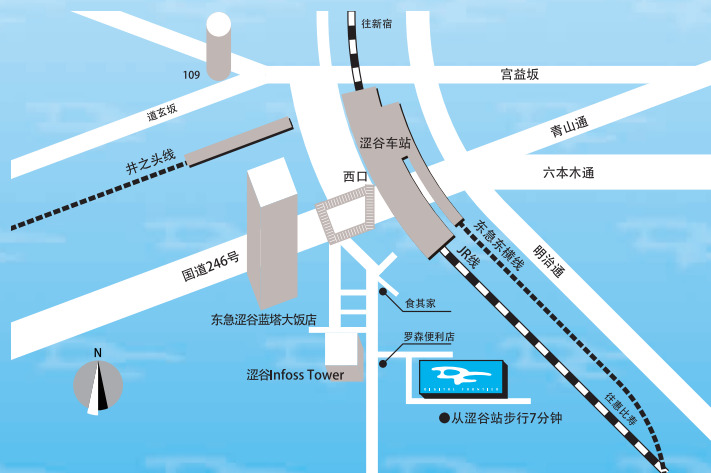 往新宿
109
宫益坂
道玄坂
青山通
涩谷车站
井之头线
西口
六本木通
国道246号
JR线
东急东横线
明治通
食其家
东急涩谷蓝塔大饭店
罗森便利店
N
涩谷Infoss Tower
往惠比寿
●从涩谷站步行7分钟